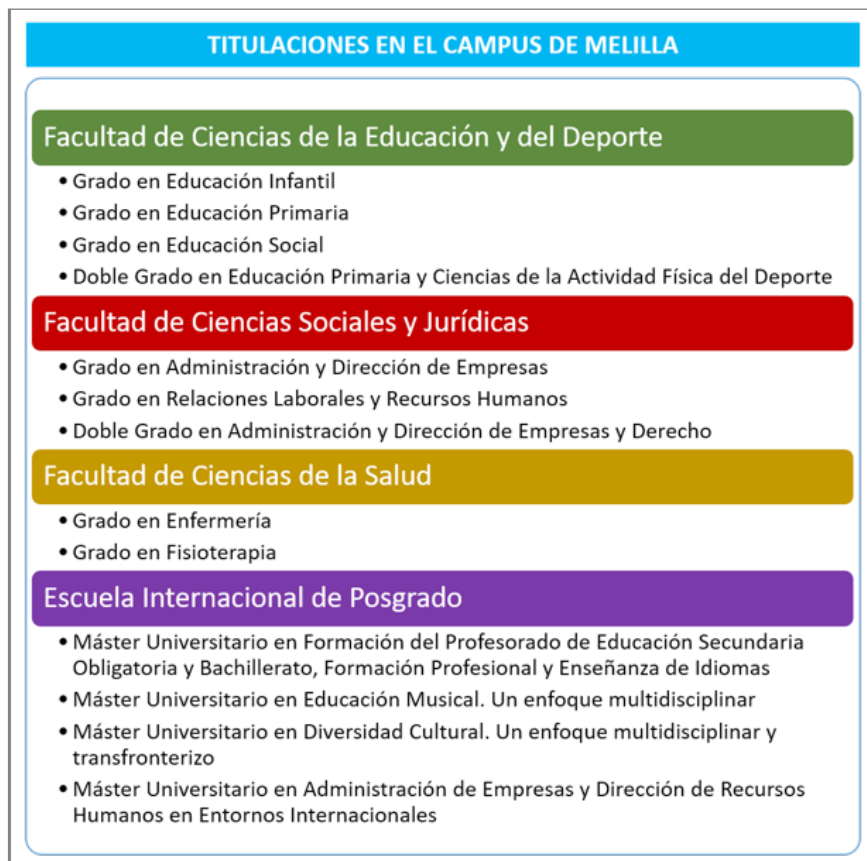 TITULACIONES EN EL CAMPUS DE MELILLA
Facultad de Ciencias de la Educación y del Deporte
• Grado en Educación Infantil
• Grado en Educación Primaria
• Grado en Educación Social
• Doble Grado en Educación Primaria y Ciencias de la Actividad Física del Deporte
Facultad de Ciencias Sociales y Jurídicas
• Grado en Administración y Dirección de Empresas
• Grado en Relaciones Laborales y Recursos Humanos
• Doble Grado en Administración y Dirección de Empresas y Derecho
Facultad de Ciencias de la Salud
• Grado en Enfermería
• Grado en Fisioterapia
Escuela Internacional de Posgrado
• Máster Universitario en Formación del Profesorado de Educación Secundaria
Obligatoria y Bachillerato, Formación Profesional y Enseñanza de Idiomas
• Máster Universitario en Educación Musical. Un enfoque multidisciplinar
• Máster Universitario en Diversidad Cultural. Un enfoque multidisciplinar y
transfronterizo
• Máster Universitario en Administración de Empresas y Dirección de Recursos
Humanos en Entornos Internacionales